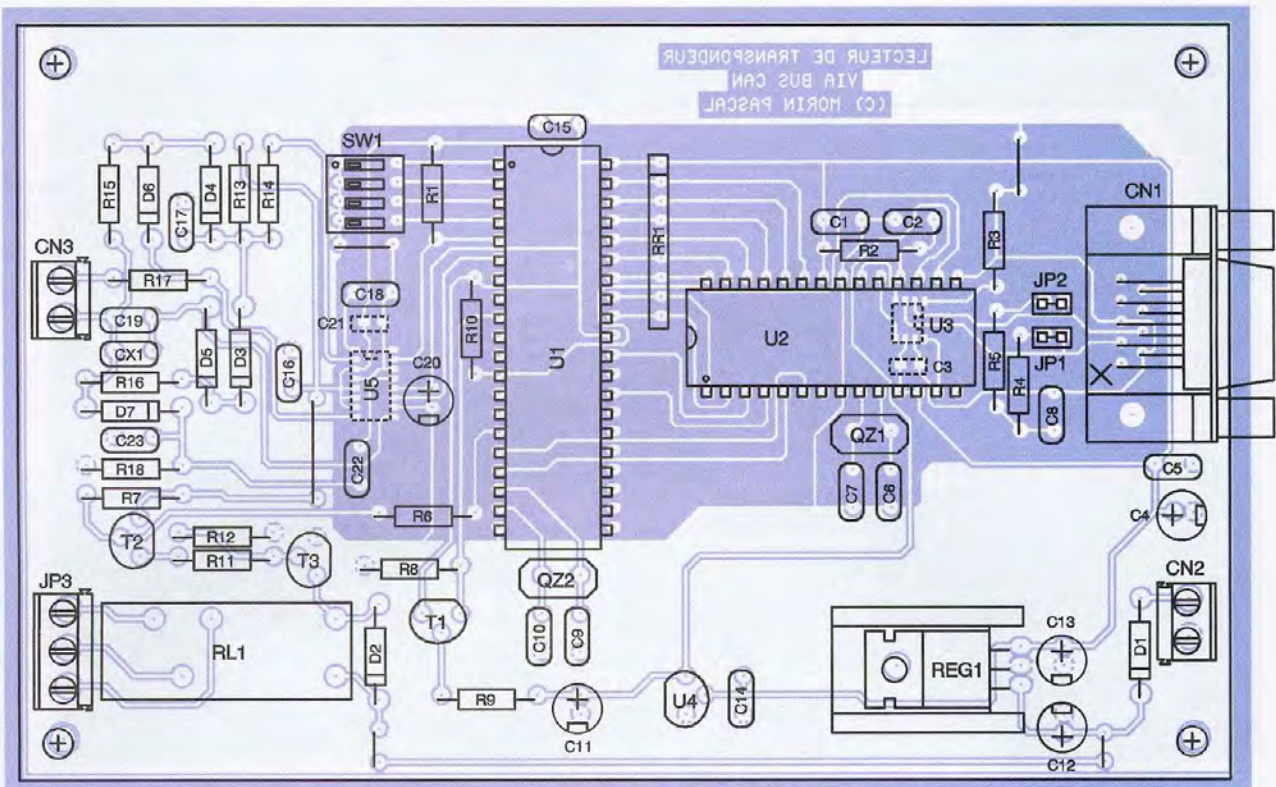 LECTEUR DE TRANSPONDEUR
VIA BUS CAN
(C) MORIN PASCAL
C15
SW1
R15
D6
C17
D4
R13
R14
R1
RR1
C1
C2
R2
R3
CN1
CN3
R17
C18
C21
R10
U1
U2
U3
JP2
C19
CX1
D5
D3
C16
U5
C20
C3
R5
R4
JP1
C8
R16
D7
C23
R18
R7
C22
QZ1
C7
C6
C5
C4
R6
T2
R12
R11
T3
R8
QZ2
CN2
JP3
RL1
D2
T1
C10
C9
C13
D1
REG1
R9
C11
U4
C14
C12